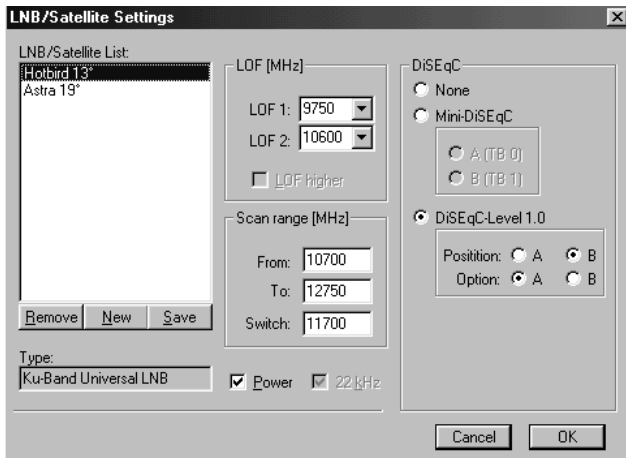 LNB/Satellite Settings
LNB/Satellite List:
Hotbird 13°
Astra 19°
Remove New Save
Type:
Ku-Band Universal LNB
LOF [MHz]
LOF 1: 9750
LOF 2: 10600
LOF higher
Scan range [MHz]
From: 10700
To: 12750
Switch: 11700
Power 22 kHz
DiSEqC
None
Mini-DiSEqC
A (TB 0)
B (TB 1)
DiSEqC-Level 1.0
Positition: A B
Option: A B
Cancel OK